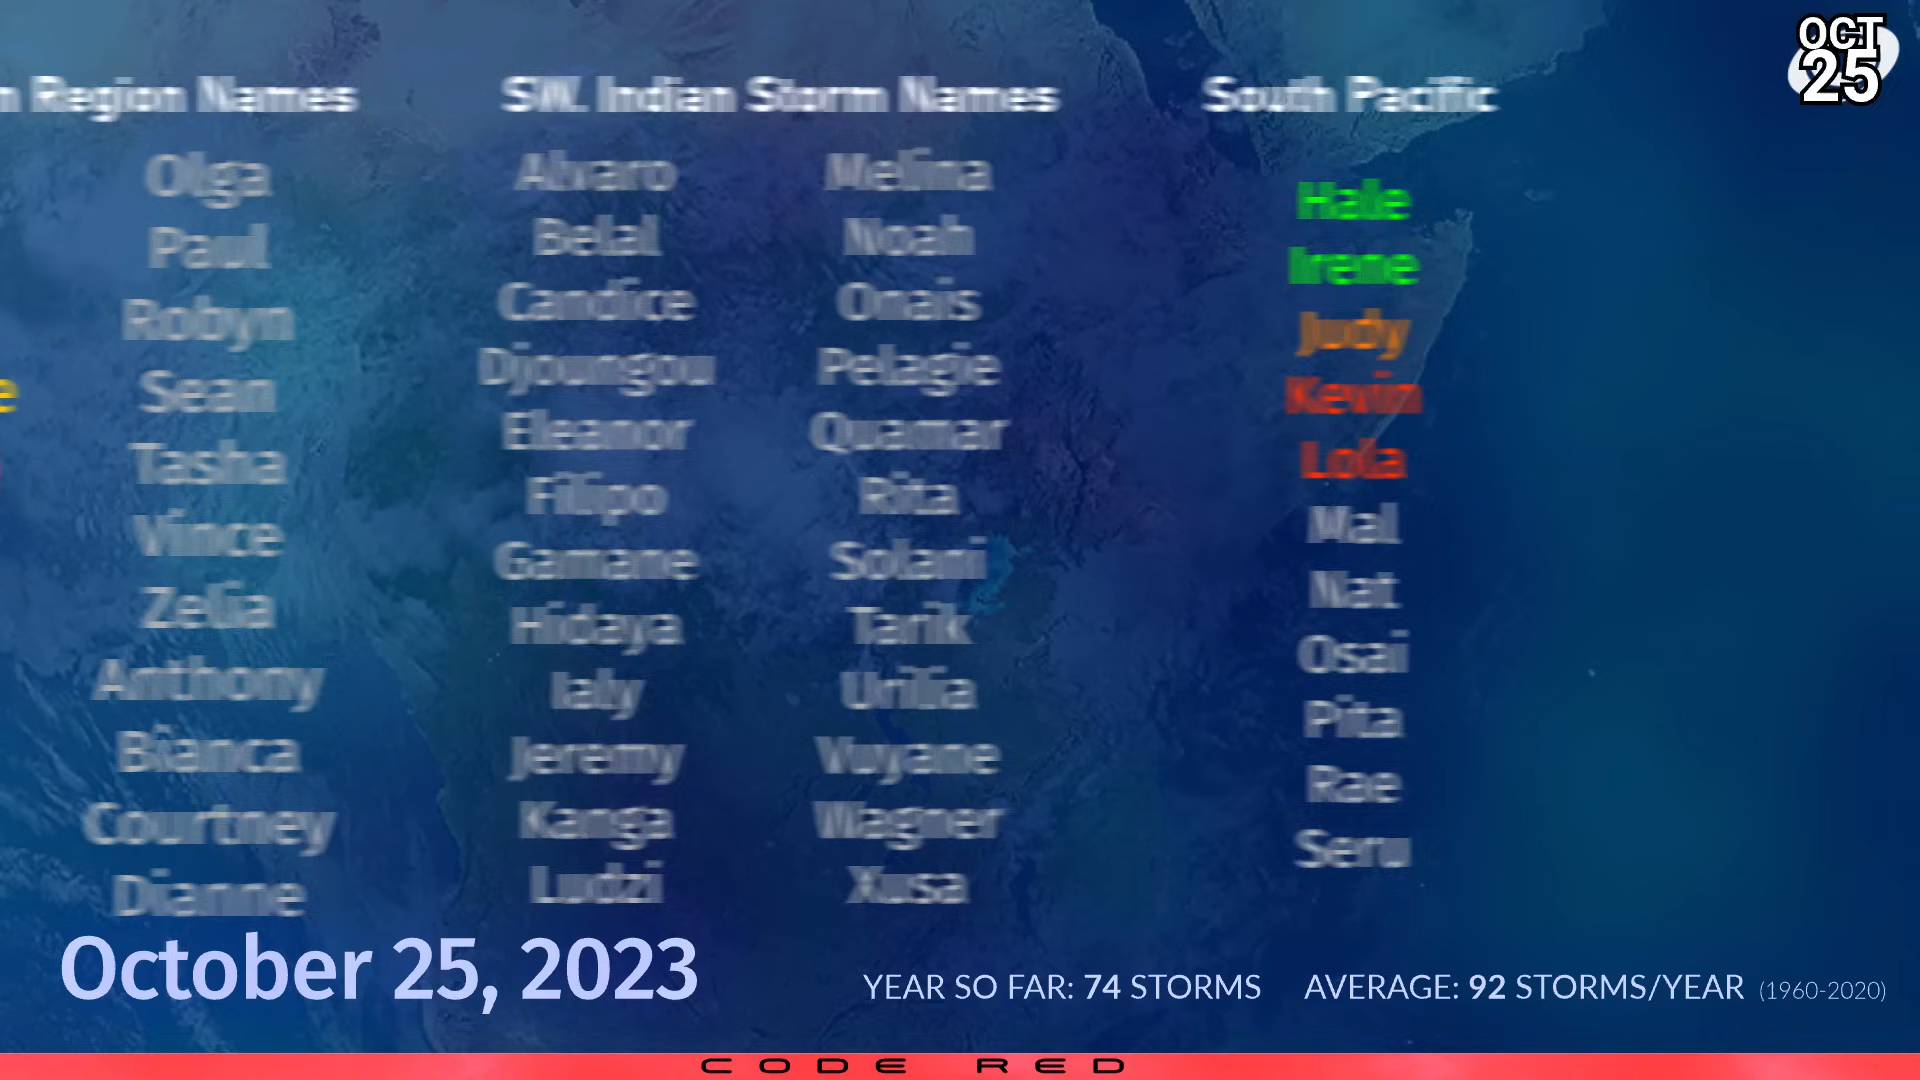 OCT
25
n Region Names
Olga
Paul
Robyn
Sean
Tasha
Vince
Zelia
Anthony
Bianca
Courtney
Dianne
SW. Indian Storm Names
Alvaro Melina
Belal Noah
Candice Onais
Djoungou Pelagie
Eleanor Quamar
Filipo Rita
Gamane Solani
Hidaya Tarik
Ialy Urilia
Jeremy Vuyane
Kanga Wagner
Ludzi Xusa
South Pacific
Hale
Irene
Judy
Kevin
Lola
Mal
Nat
Osai
Pita
Rae
Seru
e
October 25, 2023
YEAR SO FAR: 74 STORMS AVERAGE: 92 STORMS/YEAR (1960-2020)
CODE RED